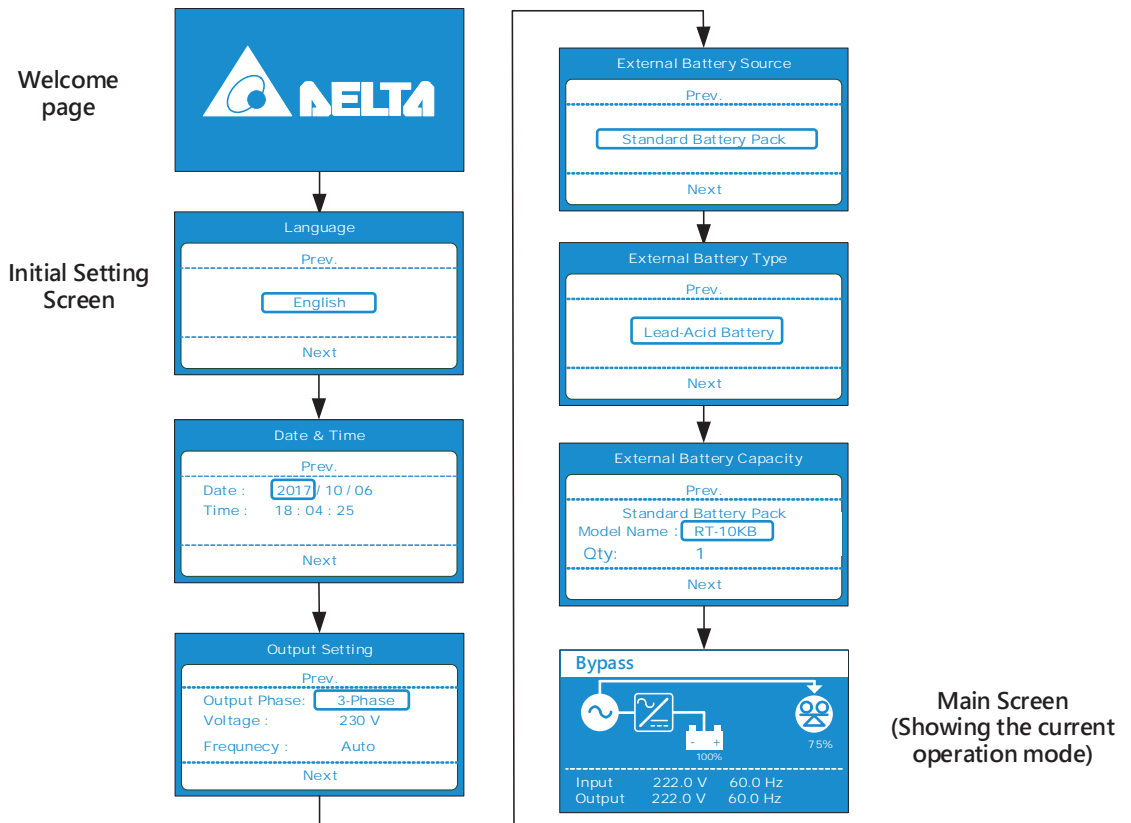 Welcome
page
DELTA
Initial Setting
Screen
Language
Prev.
English
Next
Date & Time
Prev.
Date : 2017 / 10 / 06
Time : 18 : 04 : 25
Next
Output Setting
Prev.
Output Phase: 3-Phase
Voltage : 230 V
Frequnecy : Auto
Next
External Battery Source
Prev.
Standard Battery Pack
Next
External Battery Type
Prev.
Lead-Acid Battery
Next
External Battery Capacity
Prev.
Standard Battery Pack
Model Name : RT-10KB
Qty: 1
Next
Bypass
- +
100%
75%
Input 222.0 V 60.0 Hz
Output 222.0 V 60.0 Hz
Main Screen
(Showing the current
operation mode)